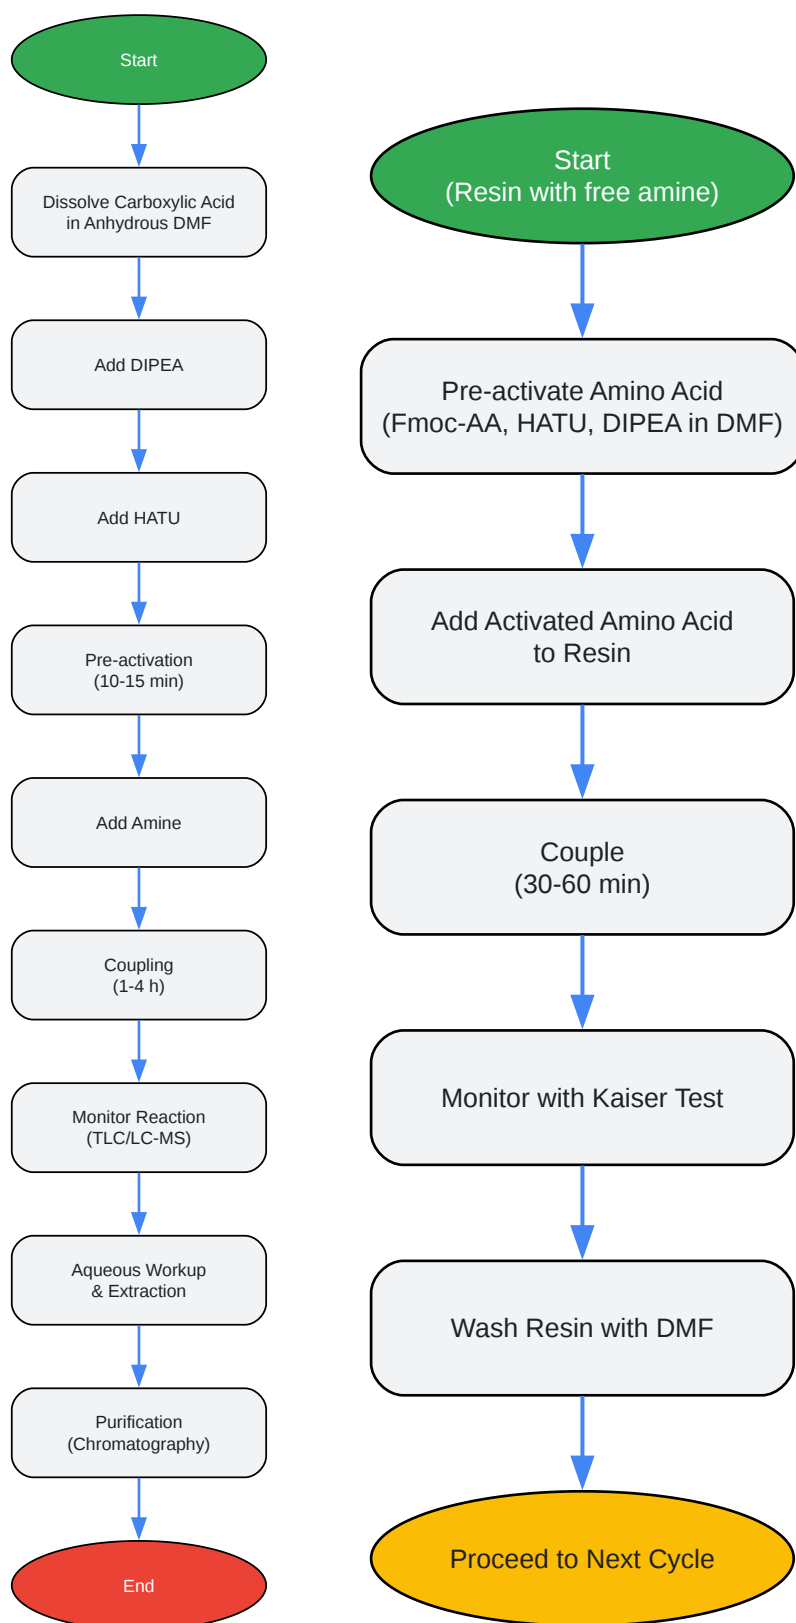 Start
Dissolve Carboxylic Acid
in Anhydrous DMF
Add DIPEA
Add HATU
Pre-activation
(10-15 min)
Add Amine
Coupling
(1-4 h)
Monitor Reaction
(TLC/LC-MS)
Aqueous Workup
& Extraction
Purification
(Chromatography)
End
Start
(Resin with free amine)
Pre-activate Amino Acid
(Fmoc-AA, HATU, DIPEA in DMF)
Add Activated Amino Acid
to Resin
Couple
(30-60 min)
Monitor with Kaiser Test
Wash Resin with DMF
Proceed to Next Cycle